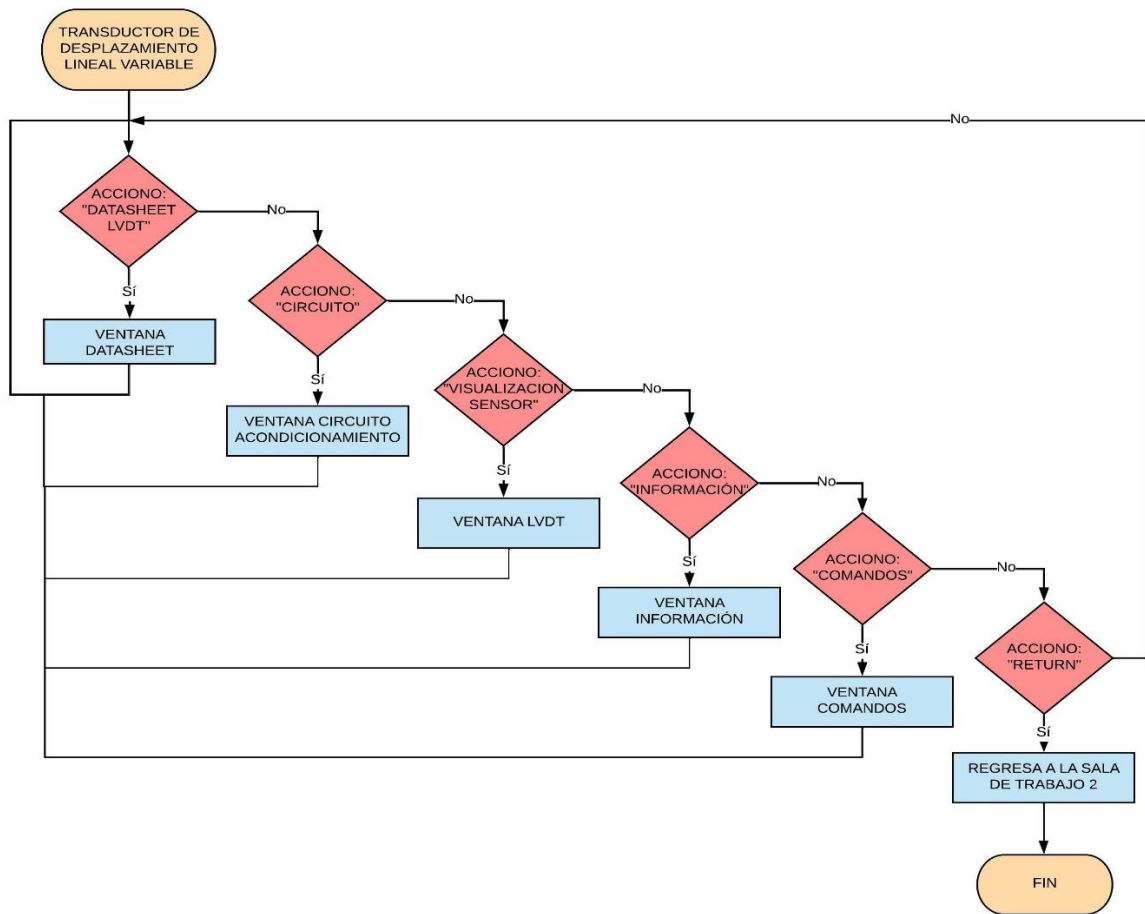 TRANSDUCTOR DE
DESPLAZAMIENTO
LINEAL VARIABLE
No
ACCIONO:
"DATASHEET
LVDT"
No
Sí
VENTANA
DATASHEET
ACCIONO:
"CIRCUITO"
No
Sí
VENTANA CIRCUITO
ACONDICIONAMIENTO
ACCIONO:
"VISUALIZACION
SENSOR"
No
Sí
VENTANA LVDT
ACCIONO:
"INFORMACIÓN"
No
Sí
VENTANA
INFORMACIÓN
ACCIONO:
"COMANDOS"
No
Sí
VENTANA
COMANDOS
ACCIONO:
"RETURN"
Sí
REGRESA A LA SALA
DE TRABAJO 2
FIN